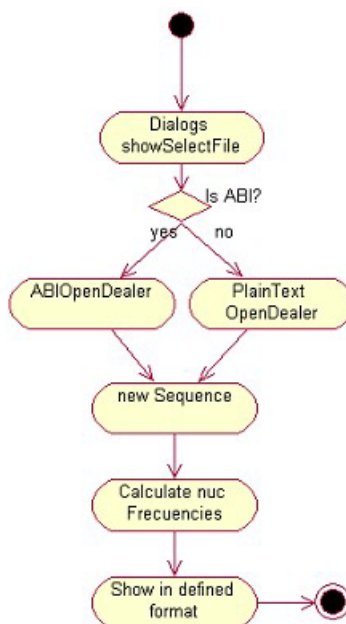 Dialogs
showSelectFile
Is ABI?
yes
no
ABIOpenDealer
PlainText
OpenDealer
new Sequence
Calculate nuc
Frecuencies
Show in defined
format